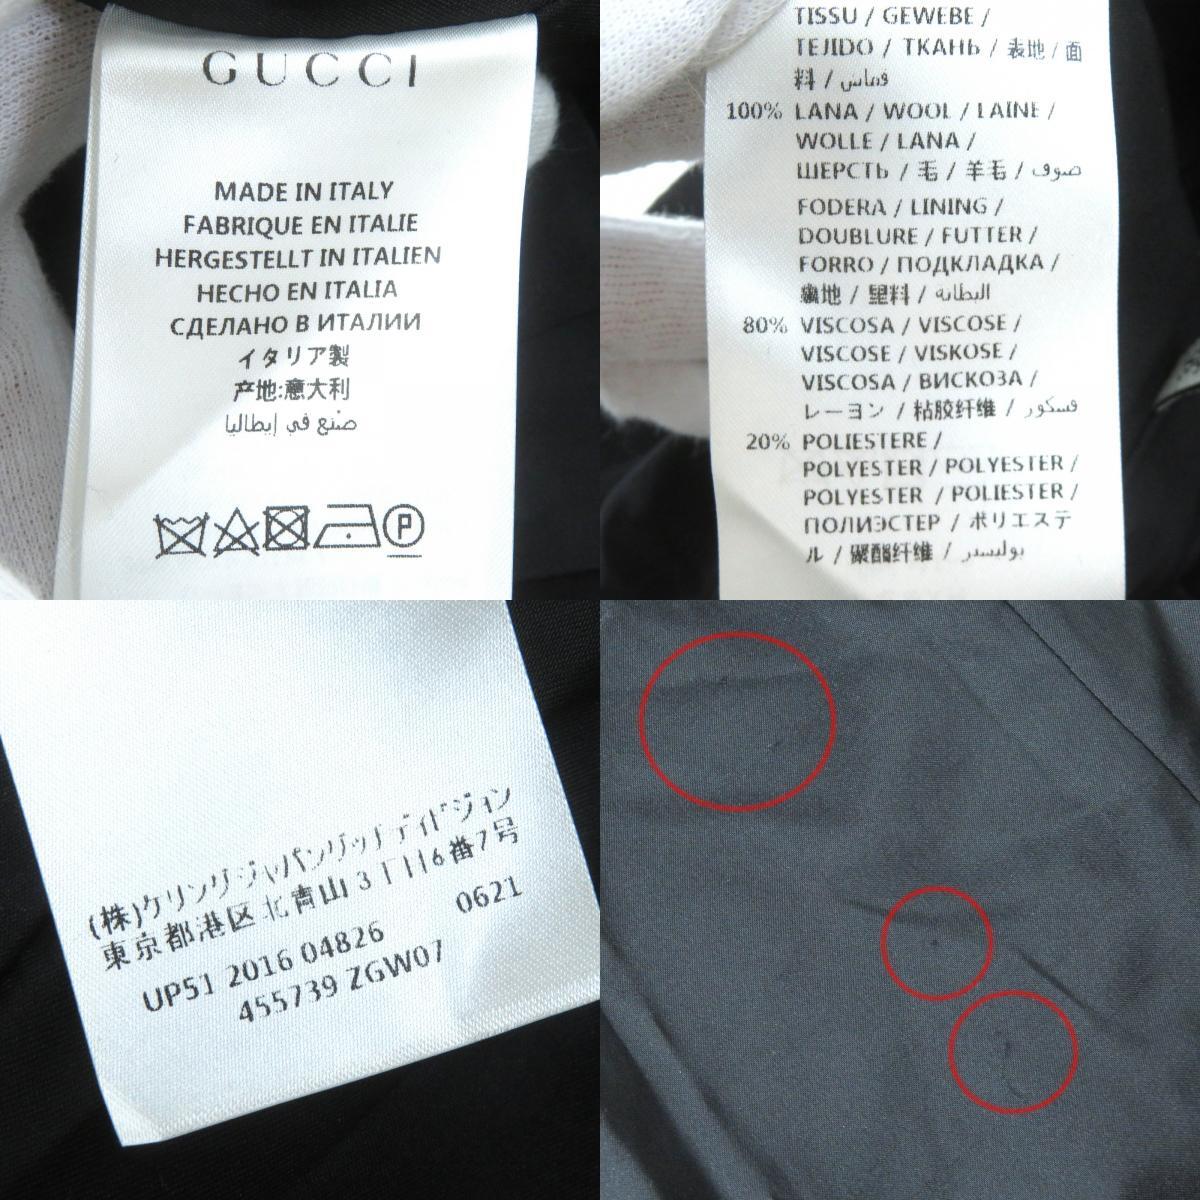 GUCCI
MADE IN ITALY
FABRIQUE EN ITALIE
HERGESTELLT IN ITALIEN
HECHO EN ITALIA
СДЕЛАНО В ИТАЛИИ
イタリア製
产地:意大利
صنع في إيطاليا
P
TISSU / GEWEBE /
TEJIDO / ТКАНЬ / 表地 / 面
料 / قماش
100% LANA / WOOL / LAINE /
WOLLE / LANA /
ШЕРСТЬ / 毛 / 羊毛 / صوف
FODERA / LINING /
DOUBLURE / FUTTER /
FORRO / ПОДКЛАДКА /
裏地 / 里料 / البطانة
80% VISCOSA / VISCOSE /
VISCOSE / VISKOSE /
VISCOSA / ВИСКОЗА /
レーヨン / 粘胶纤维 / فسكور
20% POLIESTERE /
POLYESTER / POLYESTER /
POLYESTER / POLIESTER /
ПОЛИЭСТЕР / ポリエステ
ル / 聚酯纤维 / بوليستر
(株)ケリングジャパングッチディビジョン
東京都港区北青山3丁目6番7号
UP51 2016 04826 0621
455739 ZGW07